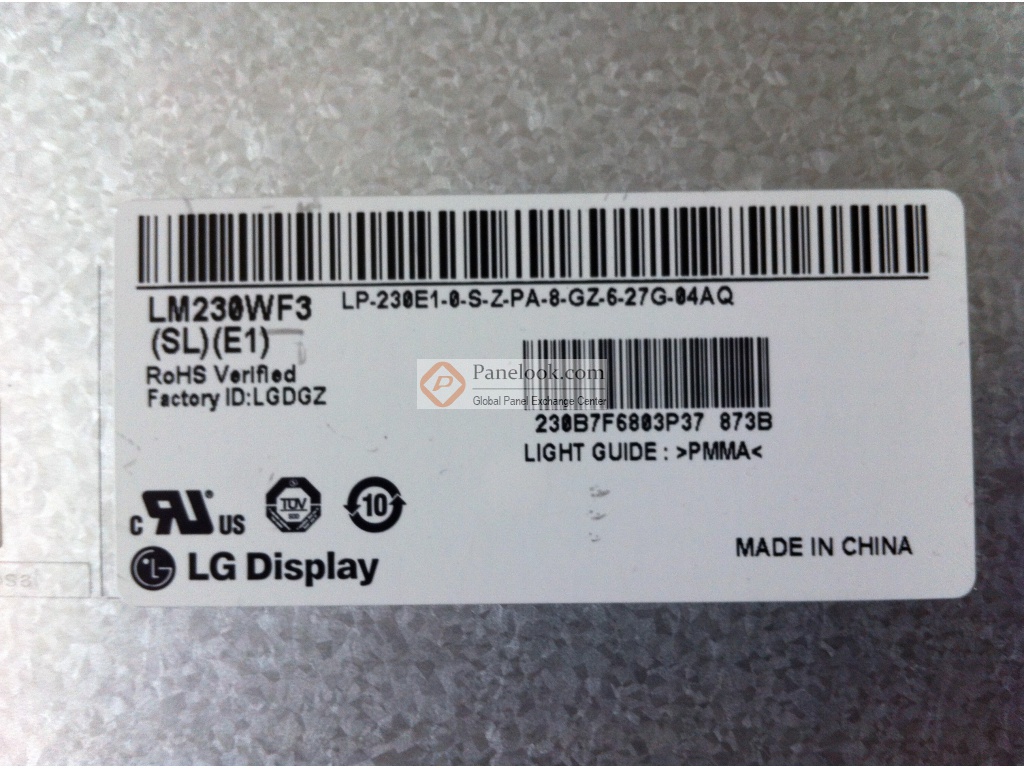 LM230WF3
LP-230E1-0-S-Z-PA-8-GZ-6-27G-04AQ
(SL)(E1)
RoHS Verified
Factory ID:LGDGZ
Panelook.com
Global Panel Exchange Center
230B7F6803P37 873B
LIGHT GUIDE : >PMMA<
C RU US
TÜV
10
MADE IN CHINA
LG Display